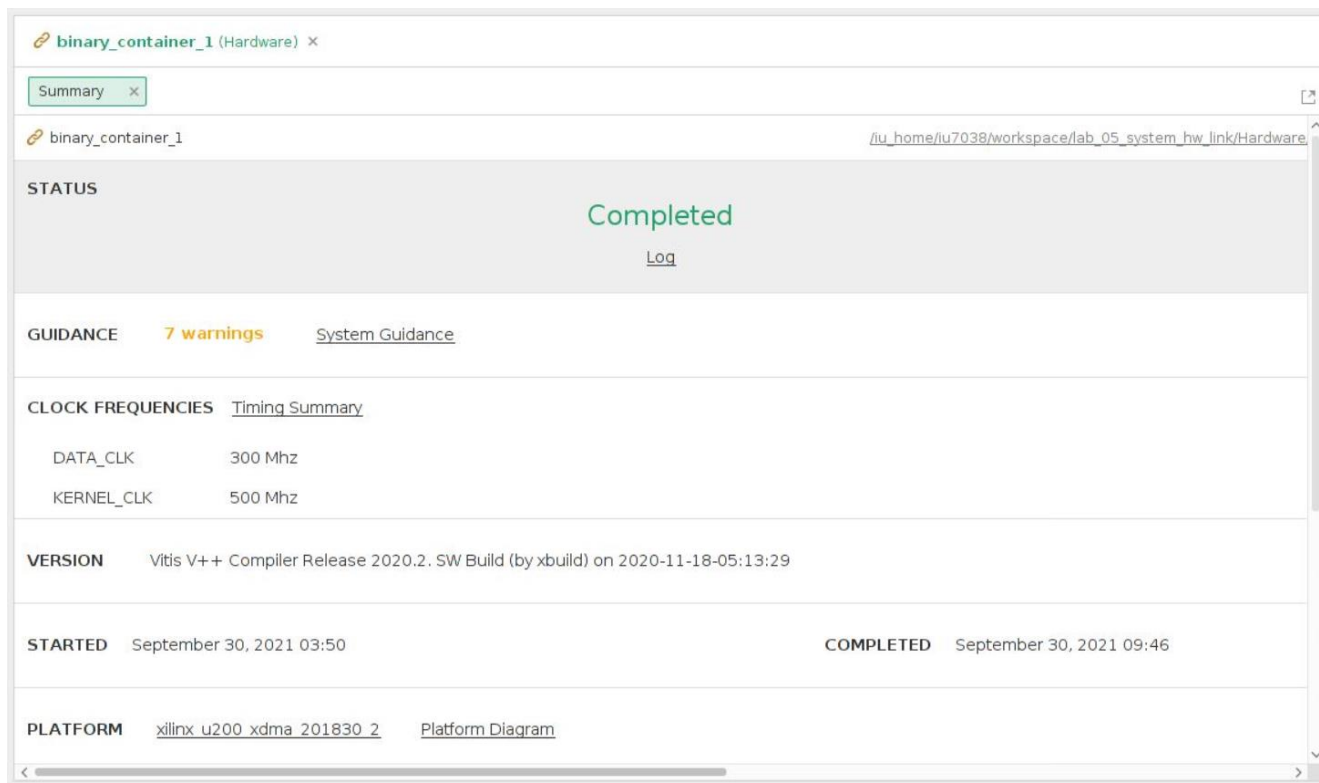 binary_container_1 (Hardware) ×
Summary ×
binary_container_1 /iu_home/iu7038/workspace/lab_05_system_hw_link/Hardware/
STATUS
Completed
Log
GUIDANCE 7 warnings System Guidance
CLOCK FREQUENCIES Timing Summary
DATA_CLK 300 Mhz
KERNEL_CLK 500 Mhz
VERSION Vitis V++ Compiler Release 2020.2. SW Build (by xbuild) on 2020-11-18-05:13:29
STARTED September 30, 2021 03:50 COMPLETED September 30, 2021 09:46
PLATFORM xilinx_u200_xdma_201830_2 Platform Diagram